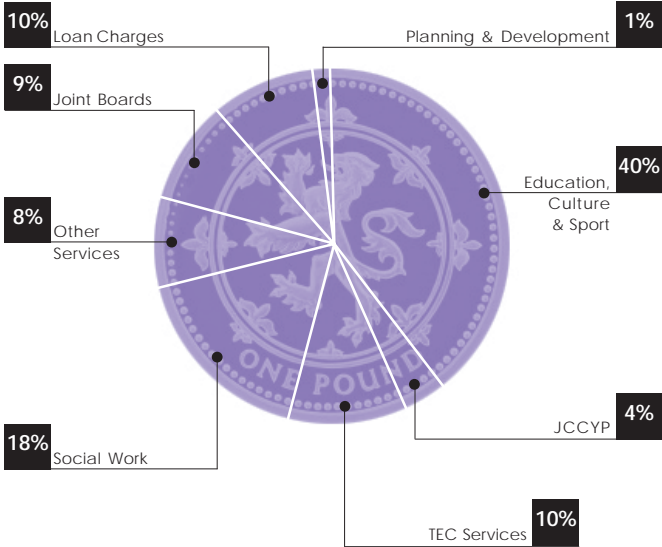 10%
Loan Charges
Planning & Development
1%
9%
Joint Boards
40%
Education,
Culture
& Sport
8%
Other
Services
ONE POUND
4%
JCCYP
18%
Social Work
TEC Services
10%